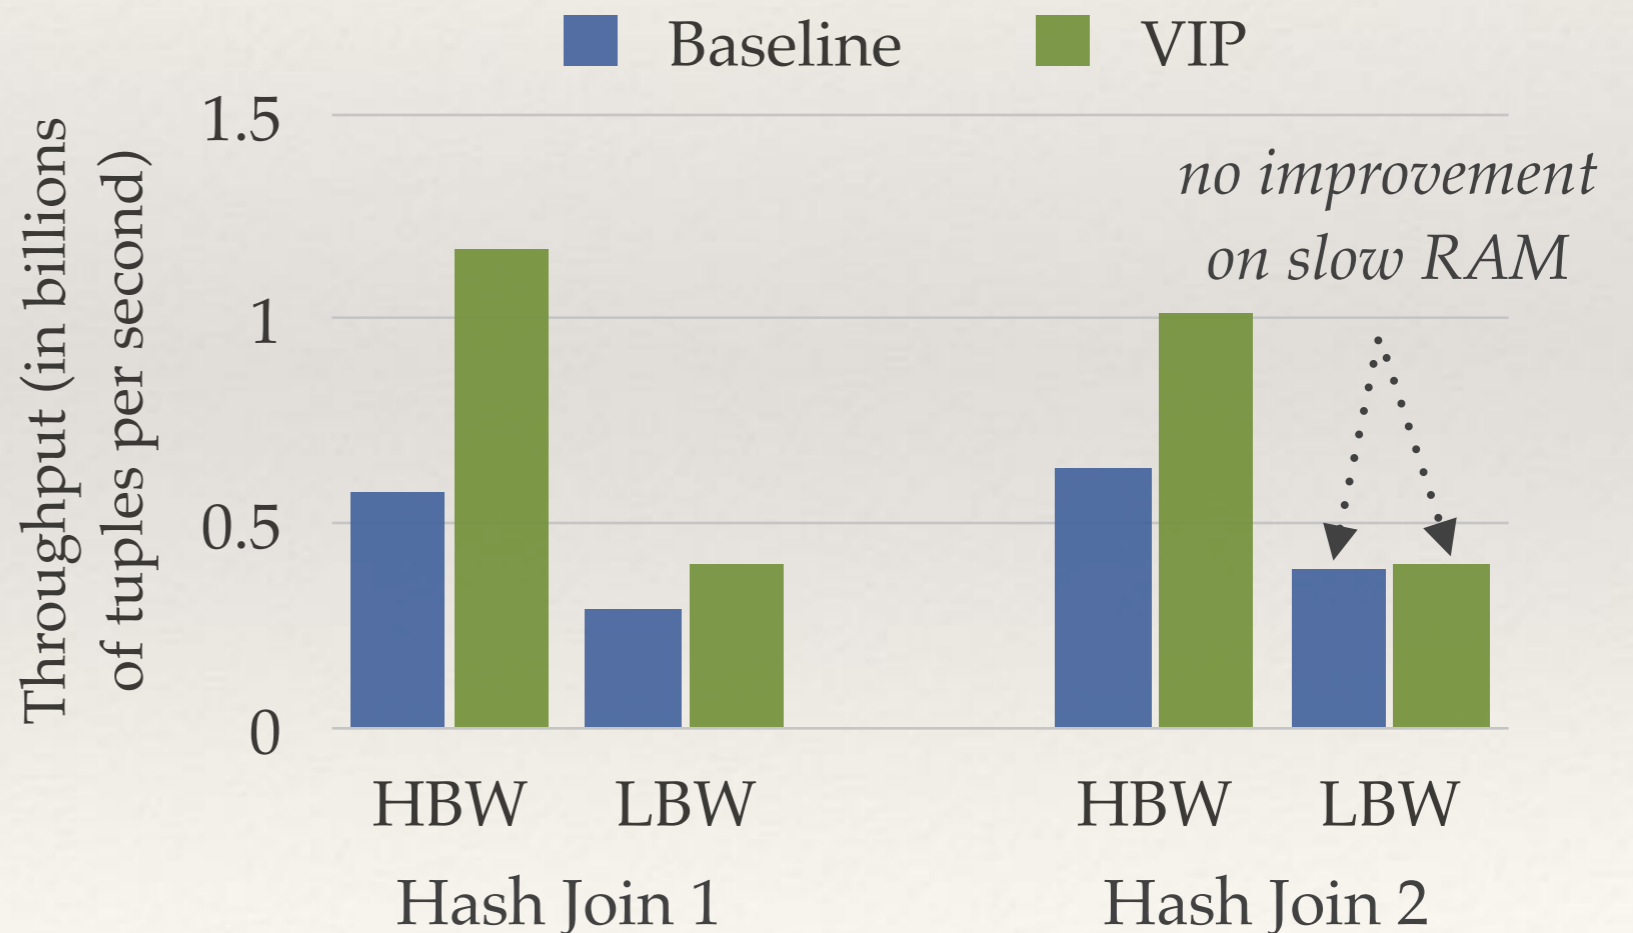 Baseline
VIP
Throughput (in billions
of tuples per second)
1.5
1
0.5
0
no improvement
on slow RAM
HBW
LBW
HBW
LBW
Hash Join 1
Hash Join 2